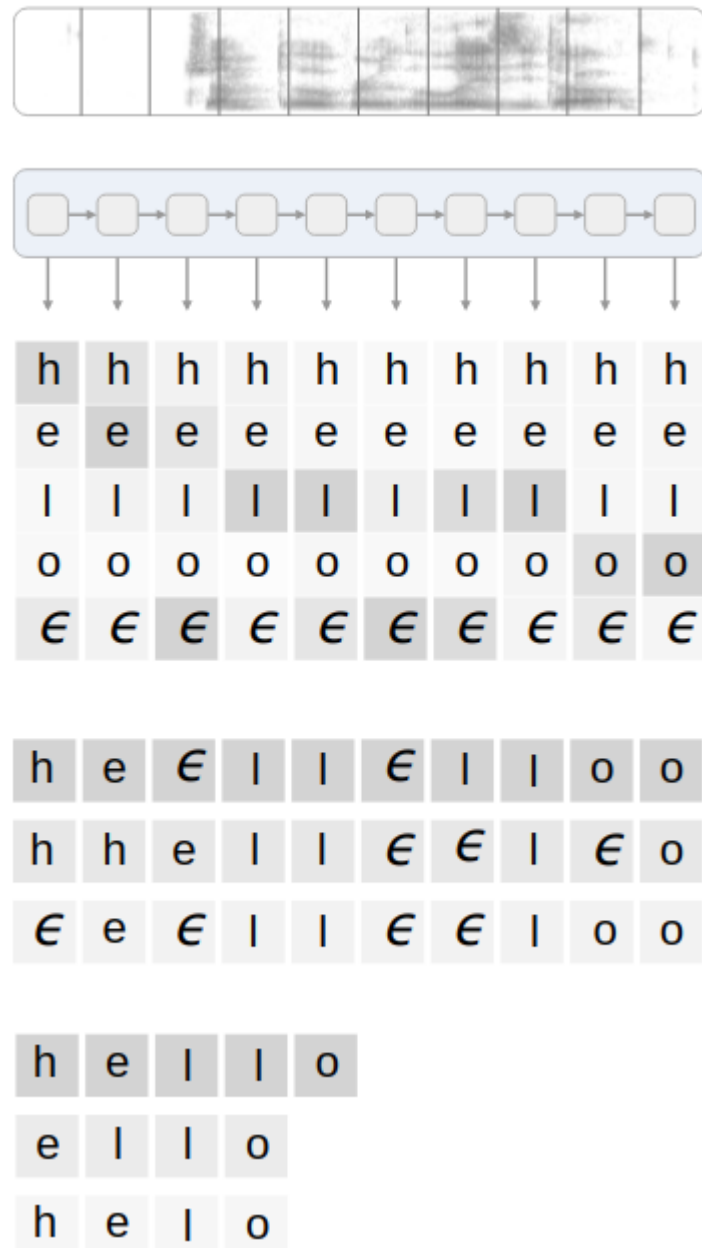 h h h h h h h h h h
e e e e e e e e e e
l l l l l l l l l l
o o o o o o o o o o
ϵ ϵ ϵ ϵ ϵ ϵ ϵ ϵ ϵ ϵ
h e ϵ l l ϵ l l o o
h h e l l ϵ ϵ l ϵ o
ϵ e ϵ l l ϵ ϵ l o o
h e l l o
e l l o
h e l o